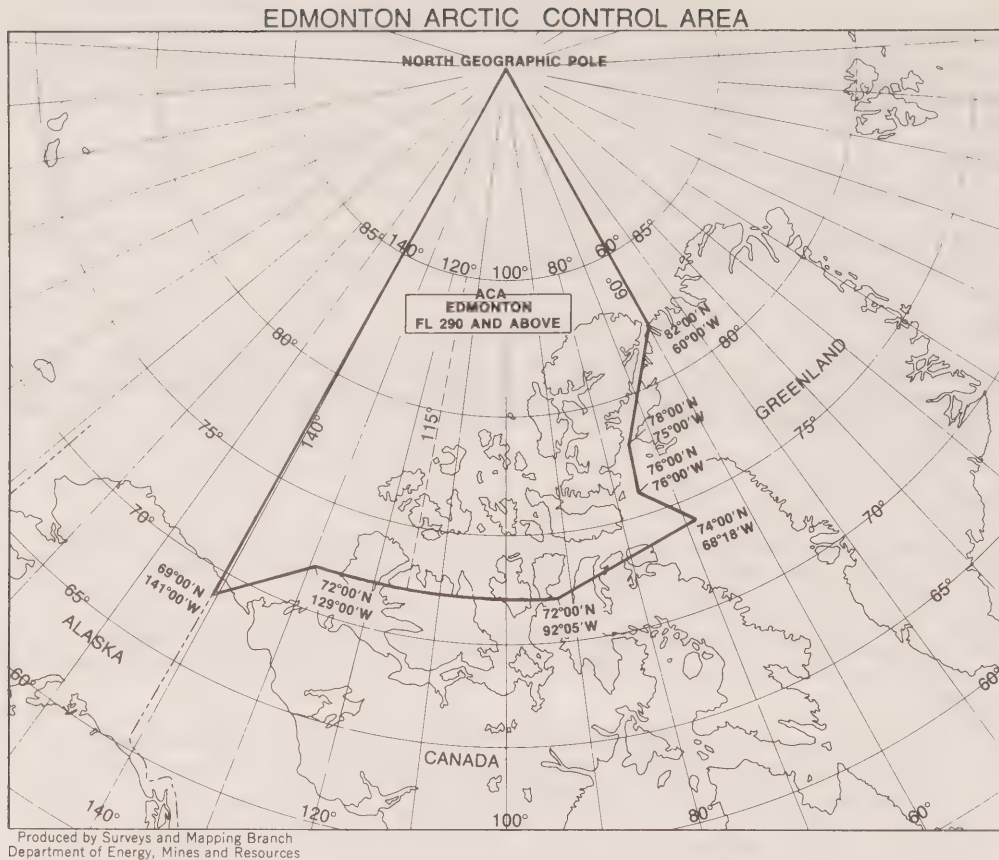 EDMONTON ARCTIC CONTROL AREA
NORTH GEOGRAPHIC POLE
85° 140° 120° 100° 80° 60° 85°
60°
ACA
EDMONTON
FL 290 AND ABOVE
82°00'N
60°00'W
80°
80°
GREENLAND
140°
115°
75°
75°
78°00'N
75°00'W
76°00'N
76°00'W
70°
70°
74°00'N
68°18'W
69°00'N
141°00'W
72°00'N
129°00'W
72°00'N
92°05'W
65°
65°
ALASKA
60°
60°
CANADA
140°
120°
100°
80°
60°
Produced by Surveys and Mapping Branch
Department of Energy, Mines and Resources